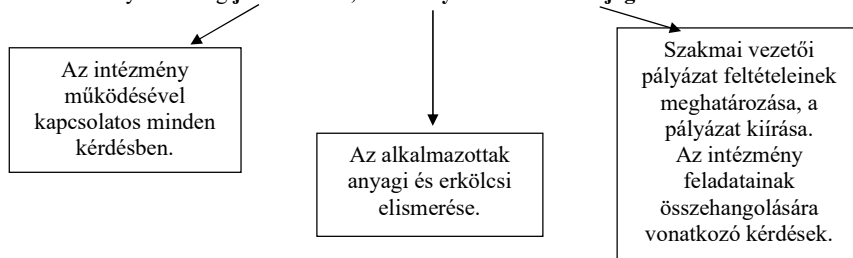 Az intézmény
működésével
kapcsolatos minden
kérdésben.
Az alkalmazottak
anyagi és erkölcsi
elismerése.
Szakmai vezetői
pályázat feltételeinek
meghatározása, a
pályázat kiírása.
Az intézmény
feladatainak
összehangolására
vonatkozó kérdések.